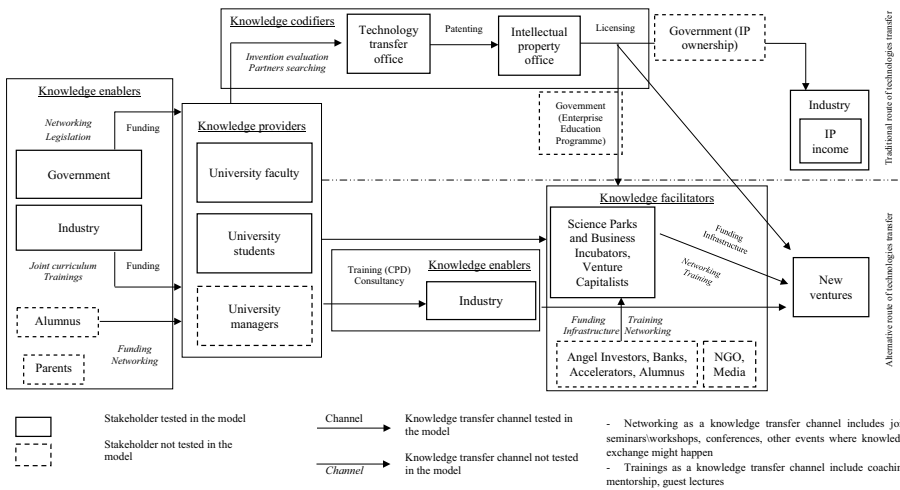 Knowledge codifiers
Technology
transfer
office
Patenting
Intellectual
property
office
Licensing
Government (IP
ownership)
Invention evaluation
Partners searching
Traditional route of technologies transfer
Knowledge enablers
Networking
Legislation
Funding
Government
Industry
Joint curriculum
Trainings
Funding
Alumnus
Parents
Funding
Networking
Knowledge providers
University faculty
University
students
University
managers
Government
(Enterprise
Education
Programme)
Industry
IP
income
Knowledge facilitators
Science Parks
and Business
Incubators,
Venture
Capitalists
Funding
Infrastructure
Networking
Training
New
ventures
Training (CPD)
Consultancy
Knowledge enablers
Industry
Funding
Infrastructure
Training
Networking
Angel Investors, Banks,
Accelerators, Alumnus
NGO,
Media
Alternative route of technologies transfer
Stakeholder tested in the model
Stakeholder not tested in the
model
Channel
Knowledge transfer channel tested in
the model
Channel
Knowledge transfer channel not tested
in the model
- Networking as a knowledge transfer channel includes jo
seminars\workshops, conferences, other events where knowled
exchange might happen
- Trainings as a knowledge transfer channel include coachin
mentorship, guest lectures